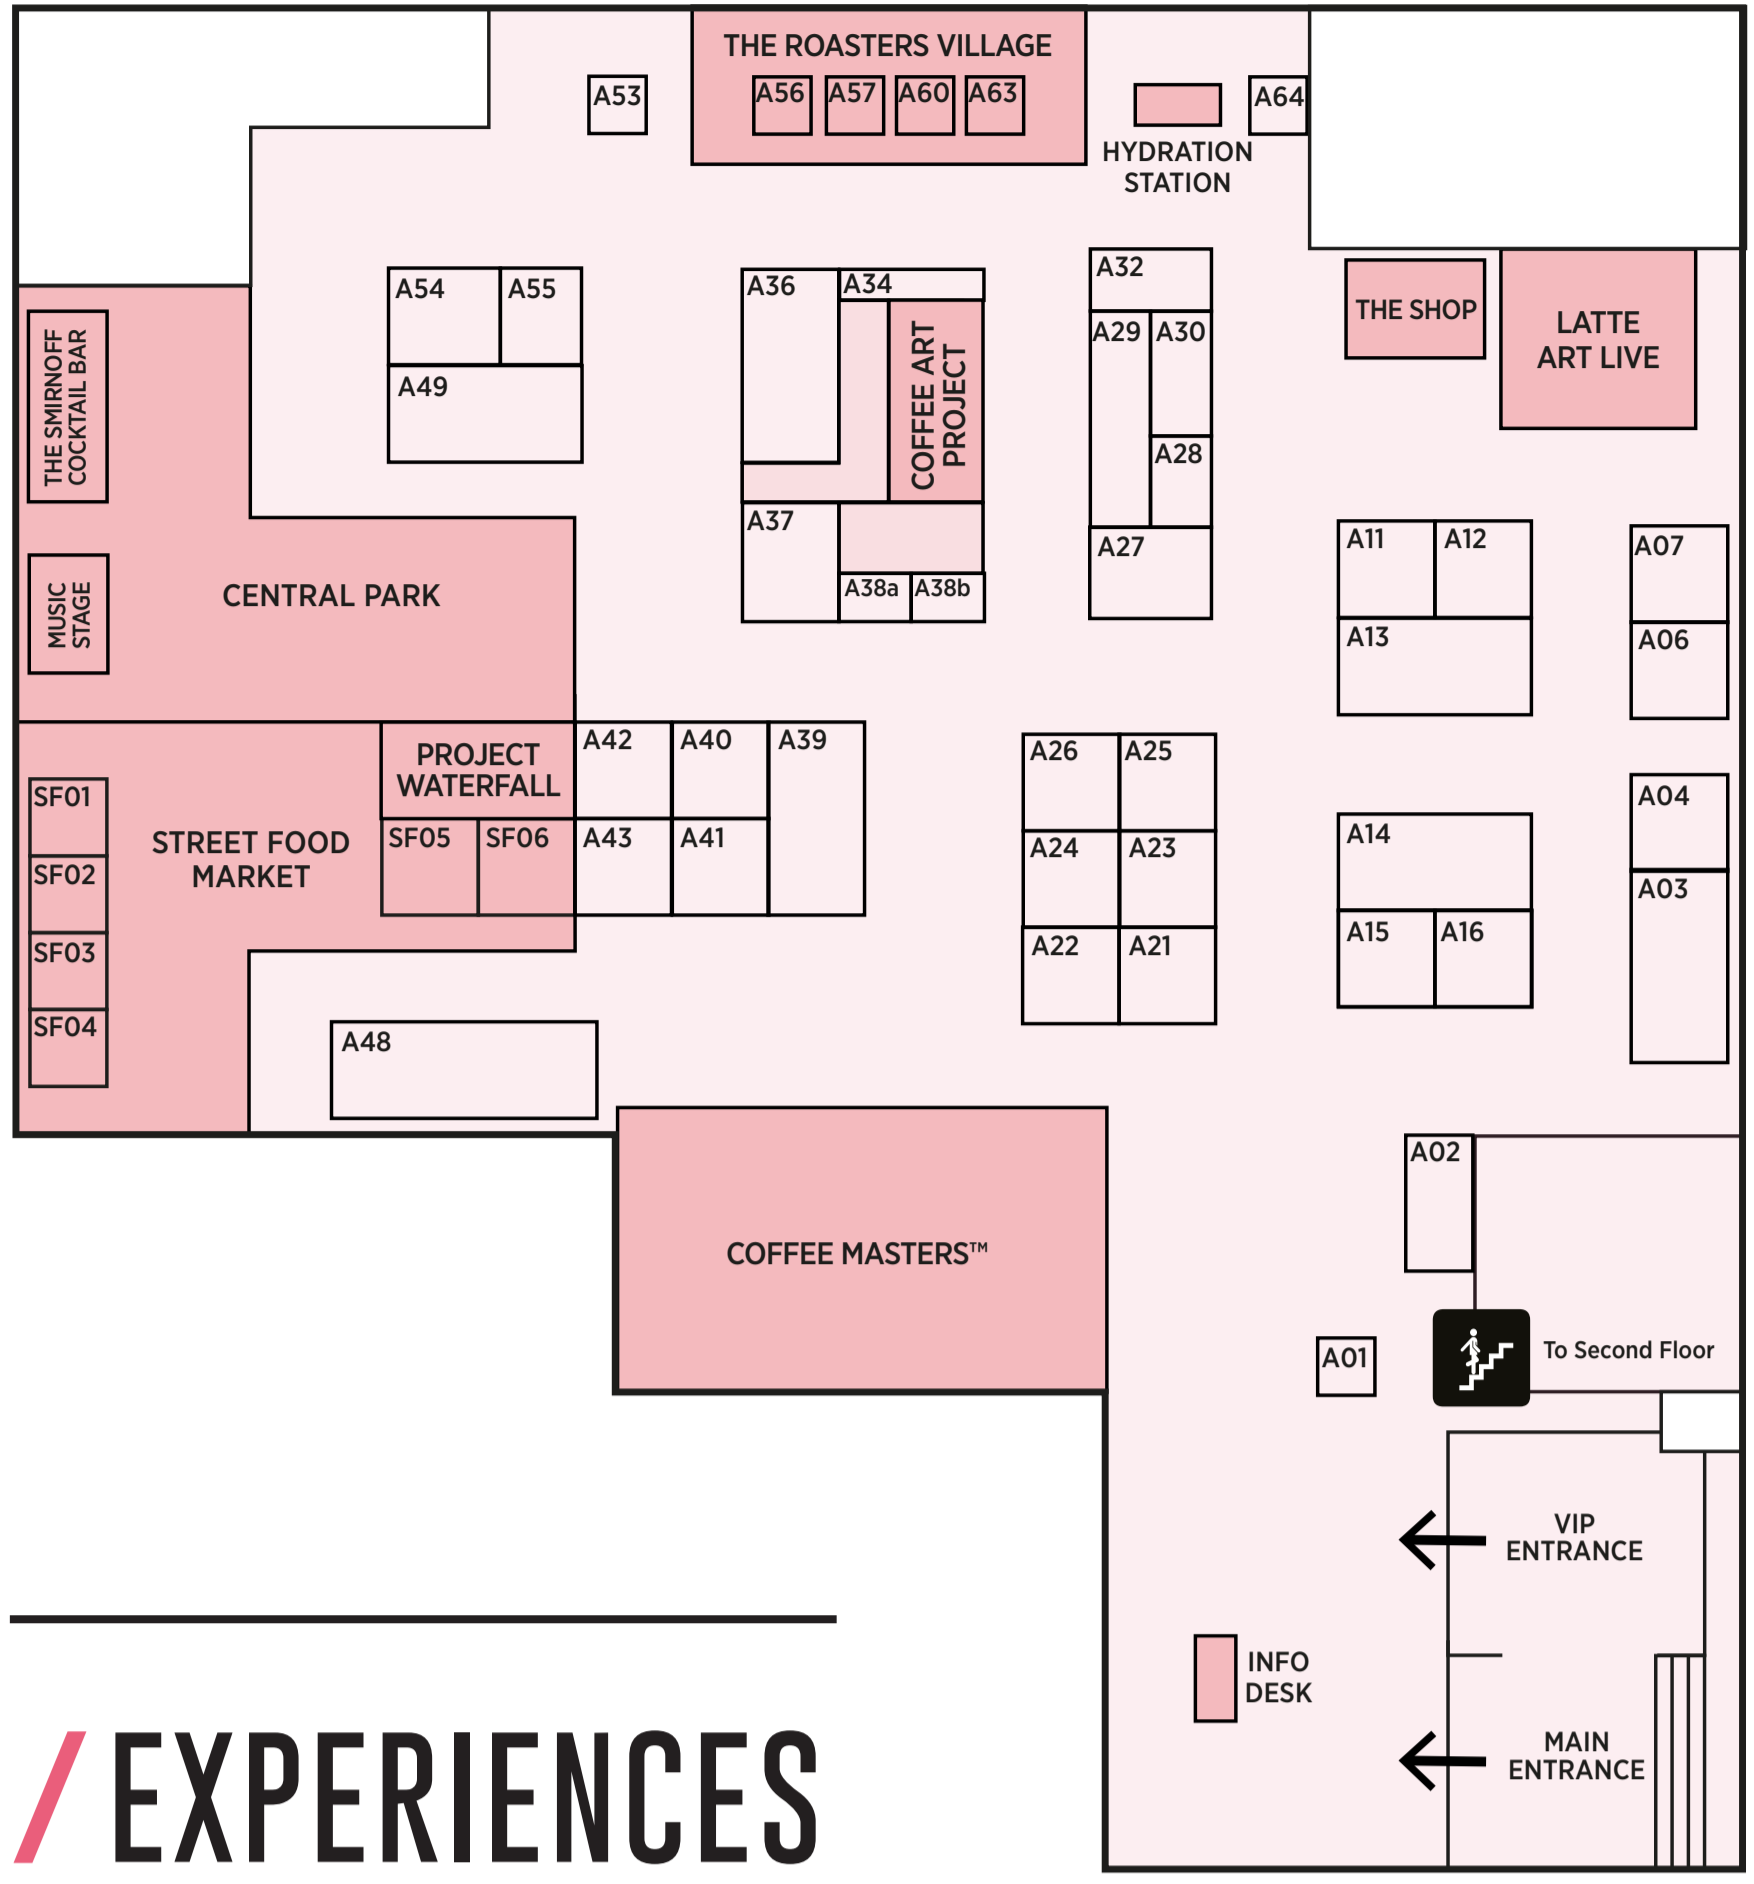 THE ROASTERS VILLAGE
A53
A56
A57
A60
A63
A64
HYDRATION
STATION
A54
A55
A49
A36
A34
COFFEE ART
PROJECT
A37
A38a
A38b
A32
A29
A30
A28
A27
THE SHOP
LATTE
ART LIVE
THE SMIRNOFF
COCKTAIL BAR
MUSIC
STAGE
CENTRAL PARK
A11
A12
A13
A07
A06
PROJECT
WATERFALL
A42
A40
A39
SF05
SF06
A43
A41
SF01
SF02
SF03
SF04
STREET FOOD
MARKET
A26
A25
A24
A23
A22
A21
A14
A15
A16
A04
A03
A48
COFFEE MASTERS™
A02
A01
To Second Floor
VIP
ENTRANCE
INFO
DESK
MAIN
ENTRANCE
/EXPERIENCES